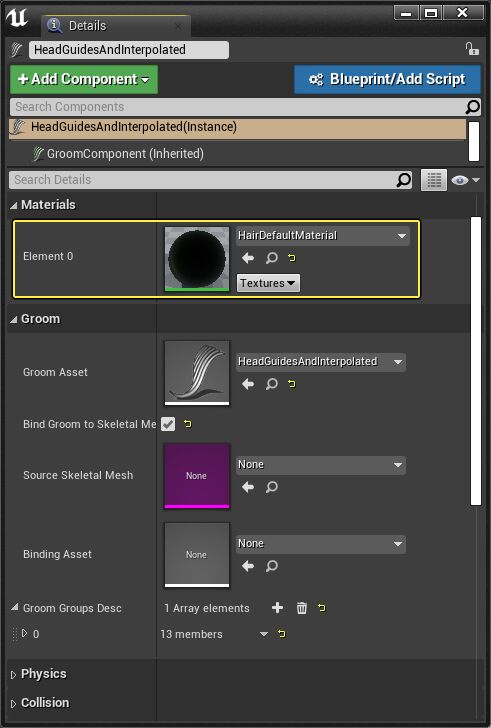 Details
HeadGuidesAndInterpolated
+ Add Component
Blueprint/Add Script
Search Components
HeadGuidesAndInterpolated(Instance)
GroomComponent (Inherited)
Search Details
Materials
Element 0
HairDefaultMaterial
Textures
Groom
Groom Asset
HeadGuidesAndInterpolated
Bind Groom to Skeletal Me
Source Skeletal Mesh
None
None
Binding Asset
None
None
Groom Groups Desc
1 Array elements
0
13 members
Physics
Collision